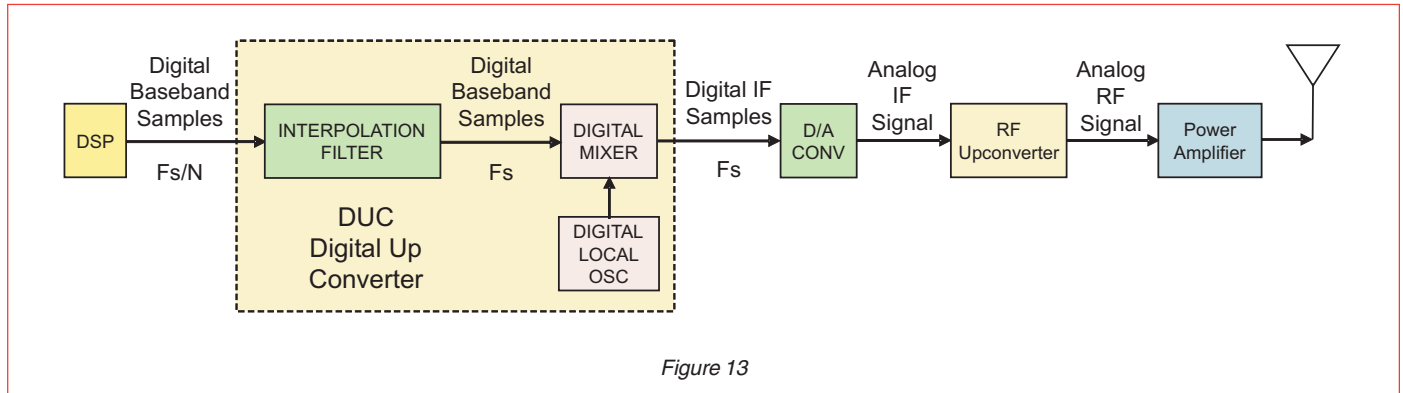 DSP
Digital
Baseband
Samples
Fs/N
INTERPOLATION
FILTER
Digital
Baseband
Samples
Fs
DIGITAL
MIXER
DIGITAL
LOCAL
OSC
DUC
Digital Up
Converter
Digital IF
Samples
Fs
D/A
CONV
Analog
IF
Signal
RF
Upconverter
Analog
RF
Signal
Power
Amplifier
Figure 13